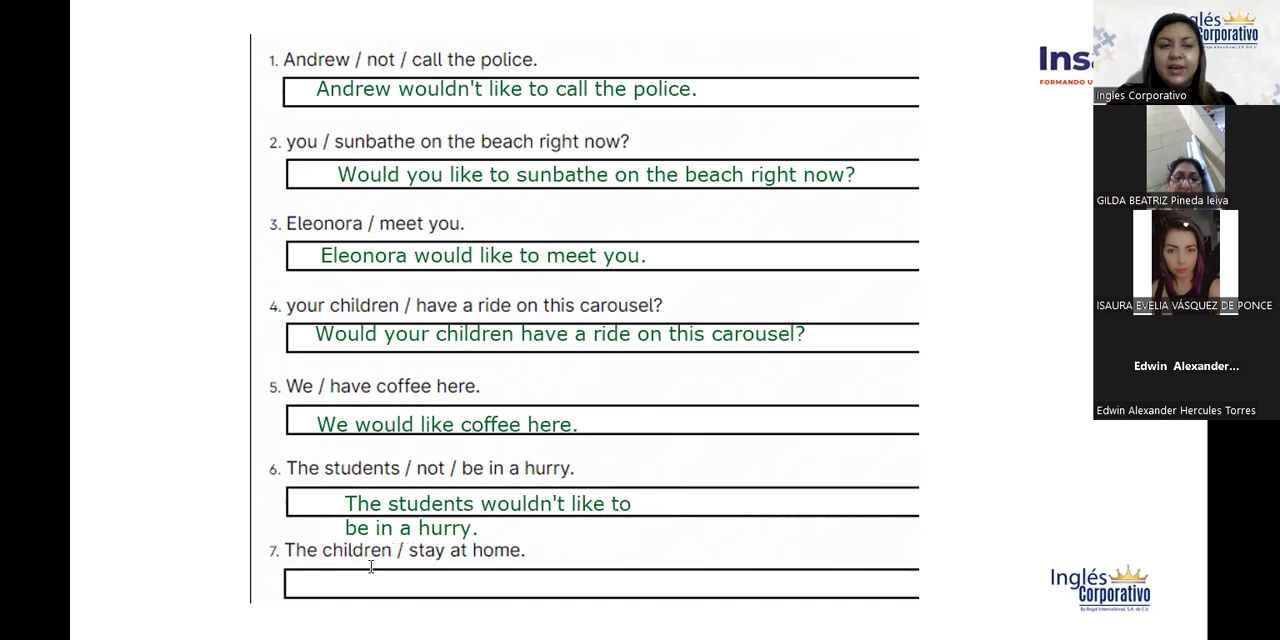 1. Andrew / not / call the police.
Andrew wouldn't like to call the police.
2. you / sunbathe on the beach right now?
Would you like to sunbathe on the beach right now?
3. Eleonora / meet you.
Eleonora would like to meet you.
4. your children / have a ride on this carousel?
Would your children have a ride on this carousel?
5. We / have coffee here.
We would like coffee here.
6. The students / not / be in a hurry.
The students wouldn't like to
be in a hurry.
7. The children / stay at home.
Ins
FORMANDO U
glés
Corporativo
Ingles Corporativo
GILDA BEATRIZ Pineda leiva
ISAURA EVELIA VÁSQUEZ DE PONCE
Edwin Alexander...
Edwin Alexander Hercules Torres
Inglés
Corporativo